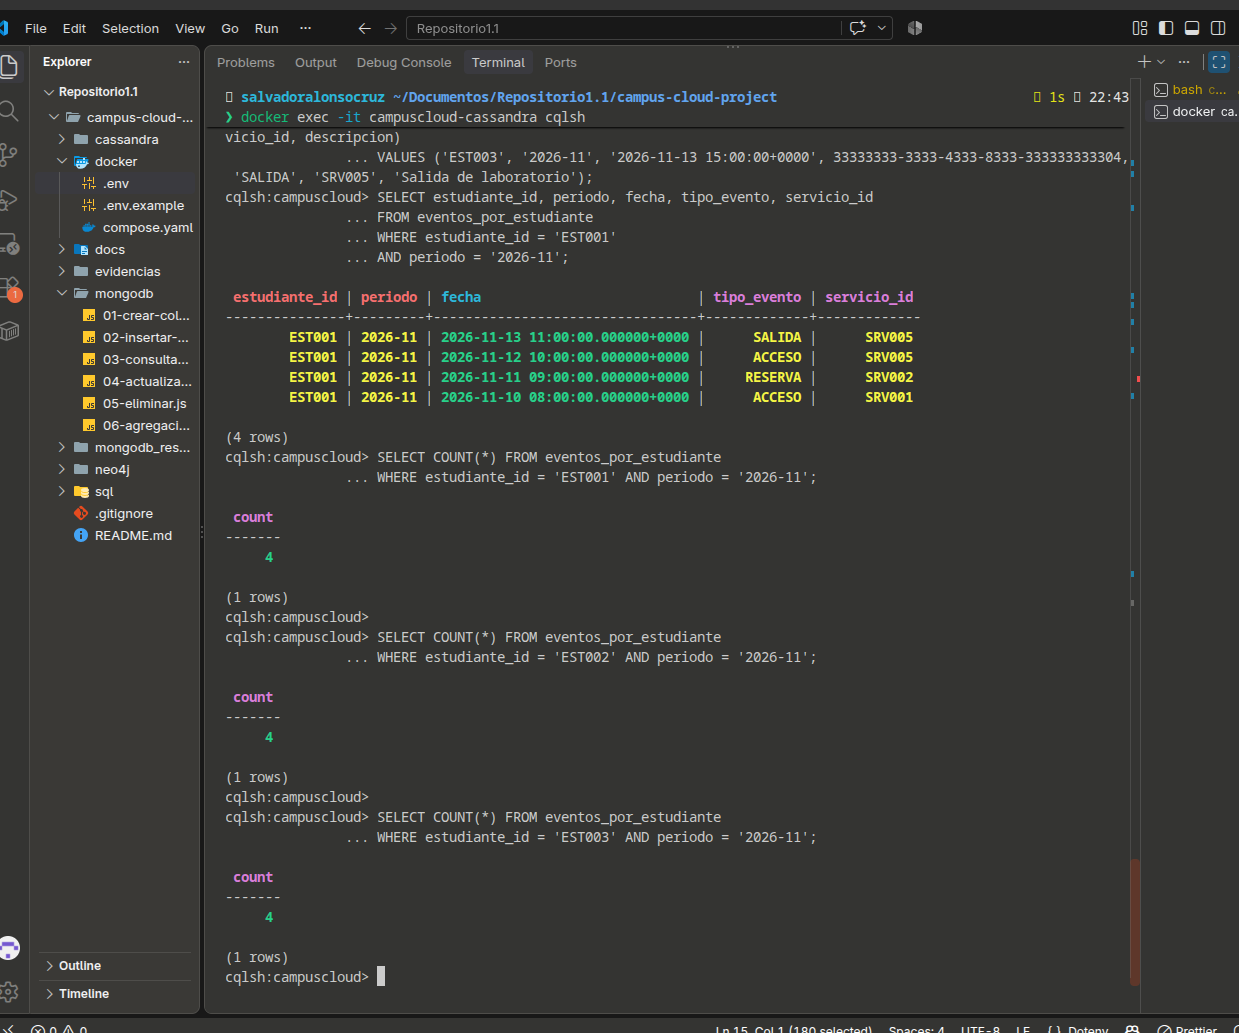 File Edit Selection View Go Run ··· Repositorio1.1
Explorer ···
Repositorio1.1
campus-cloud-...
cassandra
docker
.env
.env.example
compose.yaml
docs
evidencias
mongodb
01-crear-col...
02-insertar-...
03-consulta...
04-actualiza...
05-eliminar.js
06-agregaci...
mongodb_res...
neo4j
sql
.gitignore
README.md
Outline
Timeline
1
Problems Output Debug Console Terminal Ports
salvadoralonsocruz ~/Documentos/Repositorio1.1/campus-cloud-project 1s 22:43
❯ docker exec -it campuscloud-cassandra cqlsh
vicio_id, descripcion)
... VALUES ('EST003', '2026-11', '2026-11-13 15:00:00+0000', 33333333-3333-4333-8333-333333333304,
'SALIDA', 'SRV005', 'Salida de laboratorio');
cqlsh:campuscloud> SELECT estudiante_id, periodo, fecha, tipo_evento, servicio_id
... FROM eventos_por_estudiante
... WHERE estudiante_id = 'EST001'
... AND periodo = '2026-11';
estudiante_id | periodo | fecha | tipo_evento | servicio_id
---------------+---------+---------------------------------+-------------+-------------
EST001 | 2026-11 | 2026-11-13 11:00:00.000000+0000 | SALIDA | SRV005
EST001 | 2026-11 | 2026-11-12 10:00:00.000000+0000 | ACCESO | SRV005
EST001 | 2026-11 | 2026-11-11 09:00:00.000000+0000 | RESERVA | SRV002
EST001 | 2026-11 | 2026-11-10 08:00:00.000000+0000 | ACCESO | SRV001
(4 rows)
cqlsh:campuscloud> SELECT COUNT(*) FROM eventos_por_estudiante
... WHERE estudiante_id = 'EST001' AND periodo = '2026-11';
count
-------
4
(1 rows)
cqlsh:campuscloud>
cqlsh:campuscloud> SELECT COUNT(*) FROM eventos_por_estudiante
... WHERE estudiante_id = 'EST002' AND periodo = '2026-11';
count
-------
4
(1 rows)
cqlsh:campuscloud>
cqlsh:campuscloud> SELECT COUNT(*) FROM eventos_por_estudiante
... WHERE estudiante_id = 'EST003' AND periodo = '2026-11';
count
-------
4
(1 rows)
cqlsh:campuscloud>
bash c...
docker ca.
0 0 Ln 15, Col 1 (180 selected) Spaces: 4 UTF-8 LF { } Dotenv Prettier